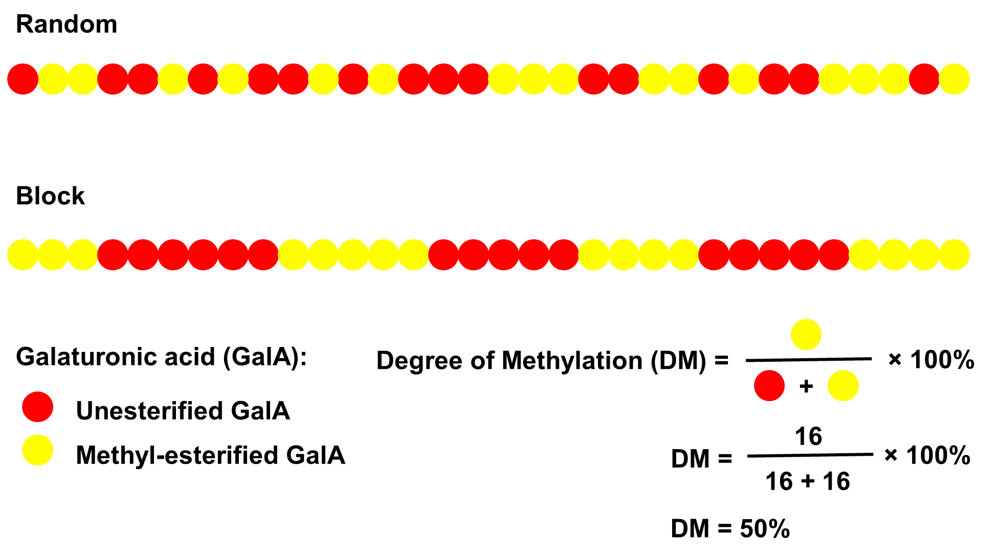 Random
Block
Galaturonic acid (GalA):
Unesterified GalA
Methyl-esterified GalA
Degree of Methylation (DM) =
+
× 100%
DM =
16
16 + 16
× 100%
DM = 50%